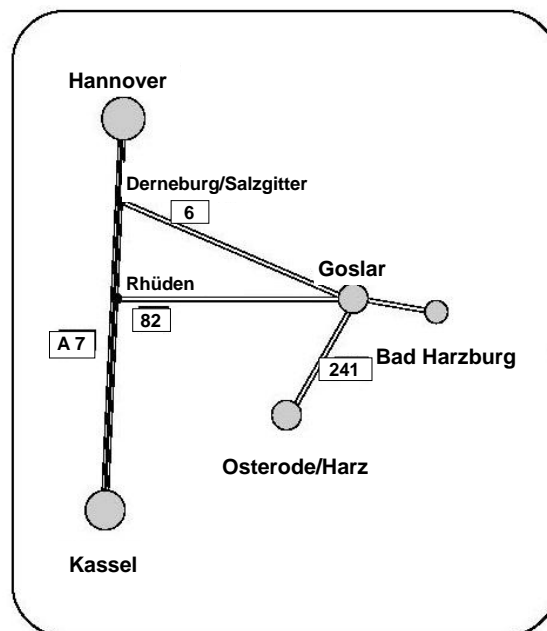 Hannover
Derneburg/Salzgitter
6
Goslar
Rhüden
82
A 7
Bad Harzburg
241
Osterode/Harz
Kassel